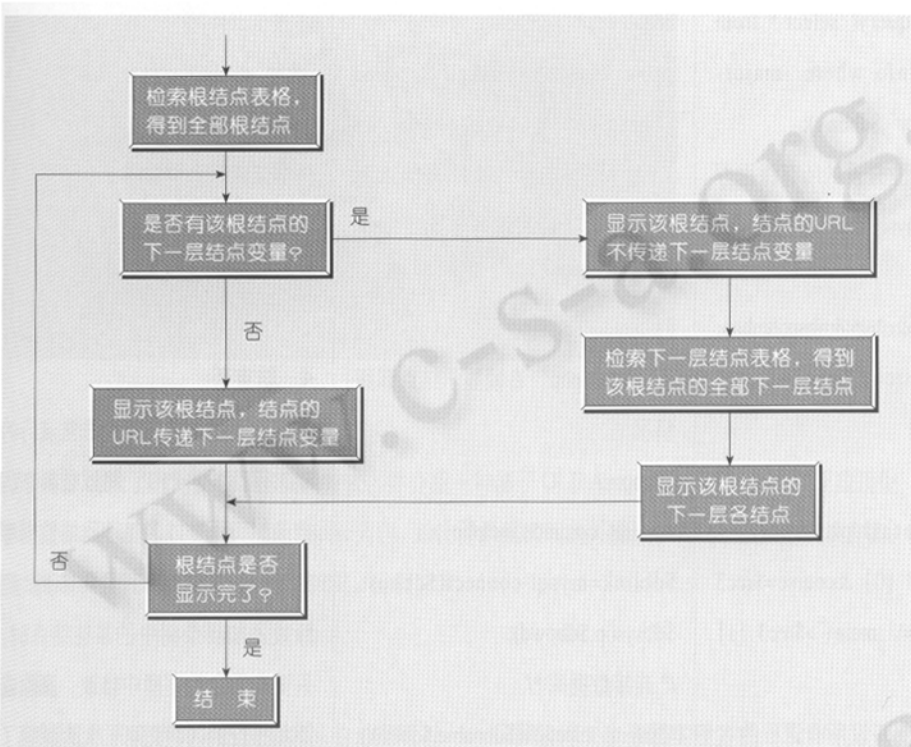 检索根结点表格，
得到全部根结点
是否有该根结点的
下一层结点变量？
是
显示该根结点，结点的URL
不传递下一层结点变量
否
检索下一层结点表格，得到
该根结点的全部下一层结点
显示该根结点，结点的
URL传递下一层结点变量
显示该根结点的
下一层各结点
否
根结点是否
显示完了？
是
结 束
www.c-s-a.org.